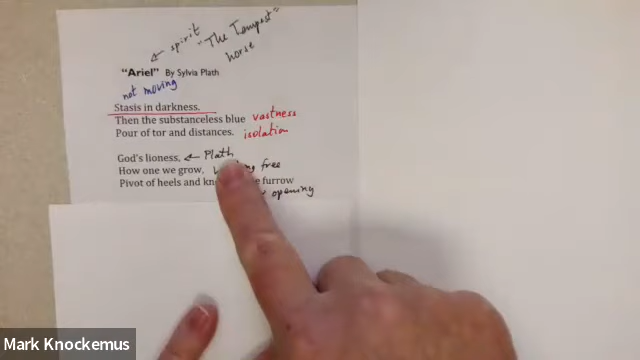 ← spirit "The Tempest"
horse
"Ariel" By Sylvia Plath
not moving
Stasis in darkness.
Then the substanceless blue vastness
Pour of tor and distances. isolation
God's lioness, ← Plath
How one we grow, free
Pivot of heels and furrow
opening
Mark Knockemus